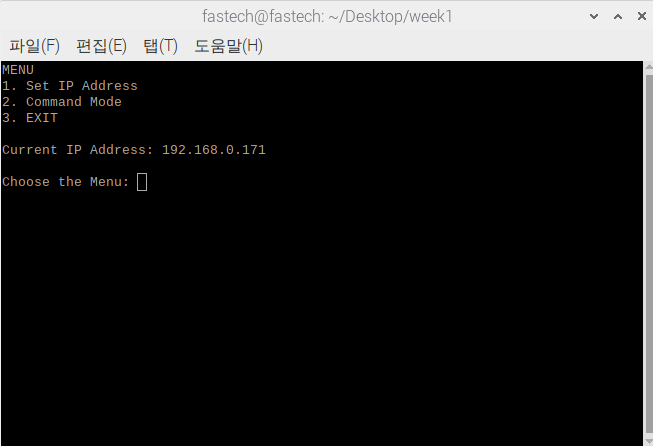 fastech@fastech: ~/Desktop/week1
파일(F) 편집(E) 탭(T) 도움말(H)
MENU
1. Set IP Address
2. Command Mode
3. EXIT
Current IP Address: 192.168.0.171
Choose the Menu: